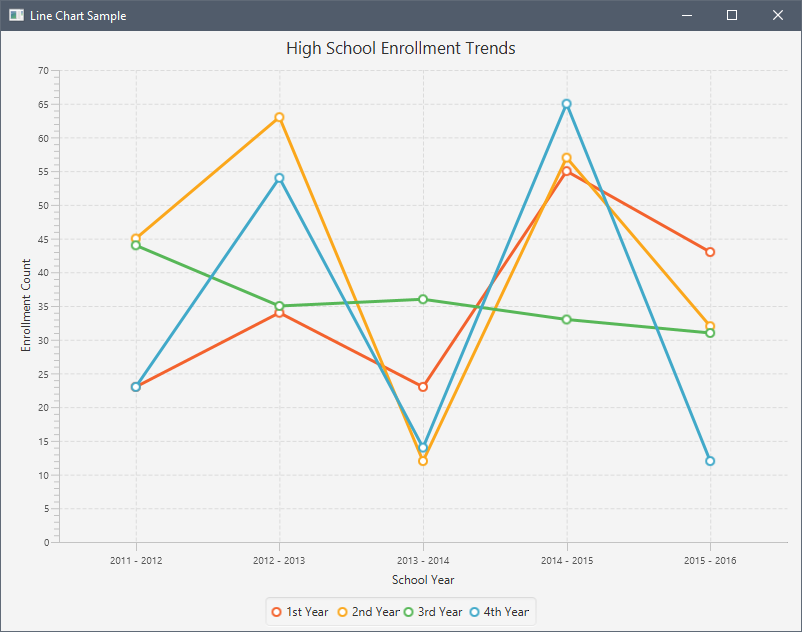 Line Chart Sample
High School Enrollment Trends
70
65
60
55
50
45
40
35
30
25
20
15
10
5
0
Enrollment Count
2011 - 2012 2012 - 2013 2013 - 2014 2014 - 2015 2015 - 2016
School Year
1st Year 2nd Year 3rd Year 4th Year